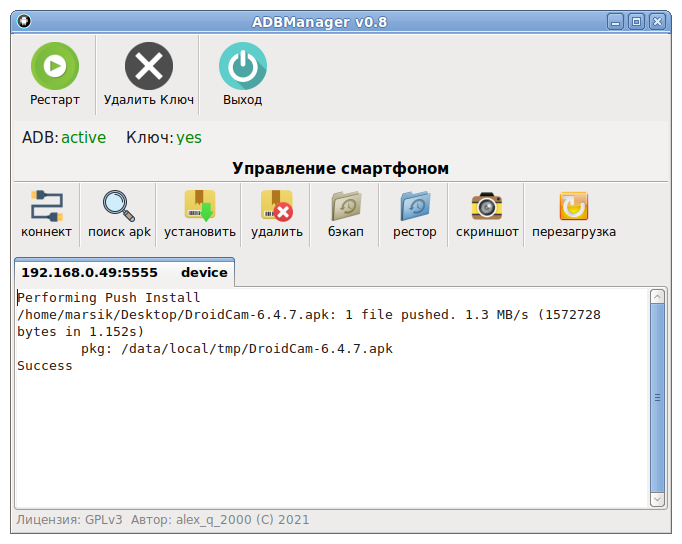 ADBManager v0.8
Рестарт Удалить Ключ Выход
ADB: active Ключ: yes
Управление смартфоном
коннект поиск apk установить удалить бэкап рестор скриншот перезагрузка
192.168.0.49:5555 device
Performing Push Install
/home/marsik/Desktop/DroidCam-6.4.7.apk: 1 file pushed. 1.3 MB/s (1572728
bytes in 1.152s)
pkg: /data/local/tmp/DroidCam-6.4.7.apk
Success
Лицензия: GPLv3 Автор: alex_q_2000 (C) 2021